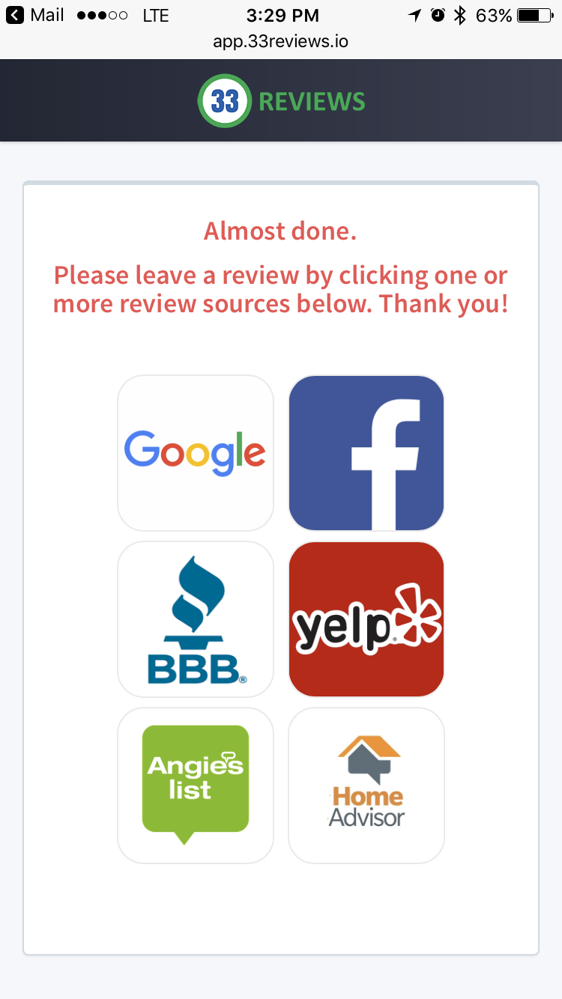 Mail LTE 3:29 PM 63%
app.33reviews.io
33 REVIEWS
Almost done.
Please leave a review by clicking one or
more review sources below. Thank you!
Google
f
BBB®
yelp
Angie's
list
Home
Advisor